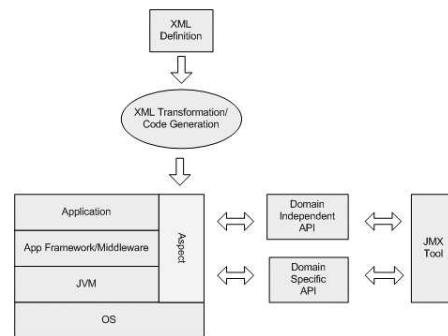 XML
Definition
XML Transformation/
Code Generation
Application
App Framework/Middleware
JVM
OS
Aspect
Domain
Independent
API
Domain
Specific
API
JMX
Tool